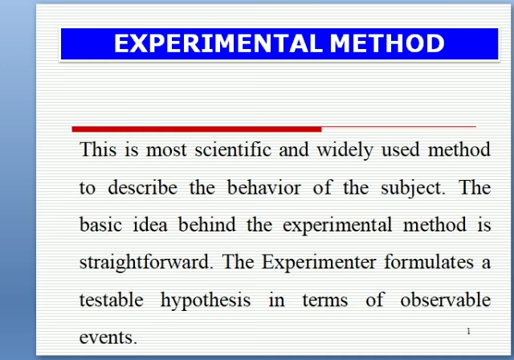 EXPERIMENTAL METHOD
This is most scientific and widely used method
to describe the behavior of the subject. The
basic idea behind the experimental method is
straightforward. The Experimenter formulates a
testable hypothesis in terms of observable
events.
1